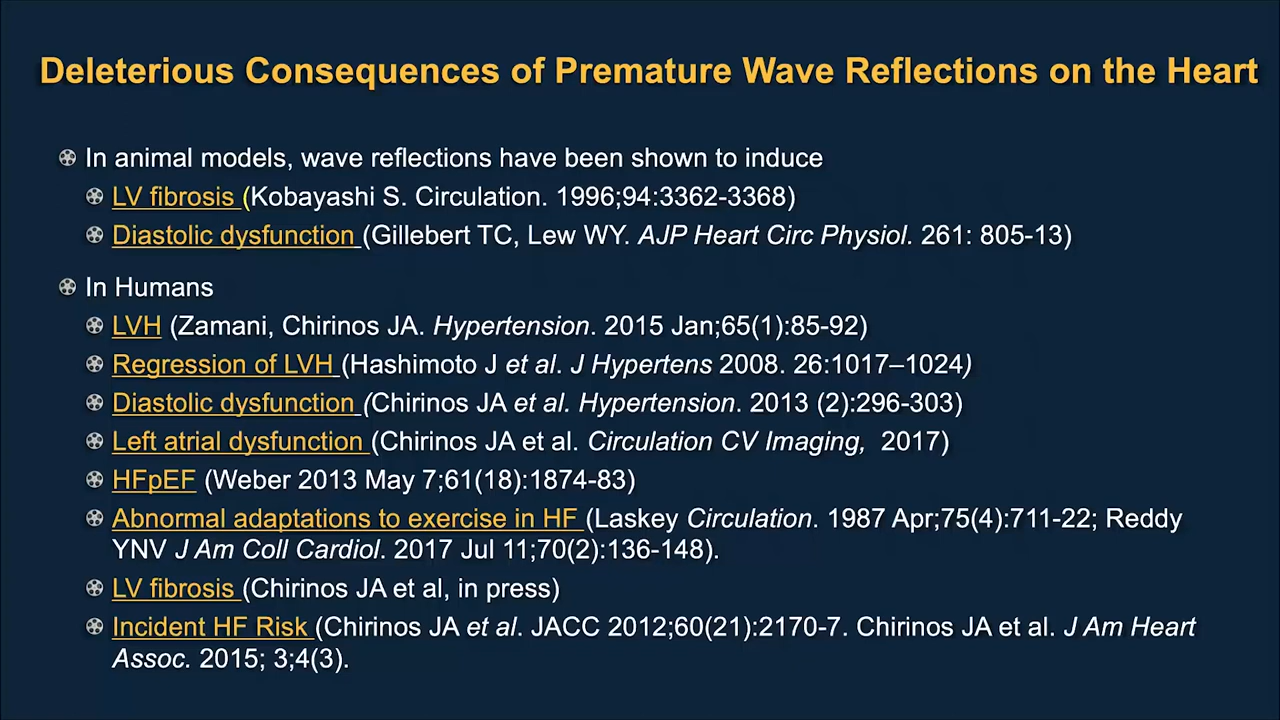 Deleterious Consequences of Premature Wave Reflections on the Heart
In animal models, wave reflections have been shown to induce
LV fibrosis (Kobayashi S. Circulation. 1996;94:3362-3368)
Diastolic dysfunction (Gillebert TC, Lew WY. AJP Heart Circ Physiol. 261: 805-13)
In Humans
LVH (Zamani, Chirinos JA. Hypertension. 2015 Jan;65(1):85-92)
Regression of LVH (Hashimoto J et al. J Hypertens 2008. 26:1017–1024)
Diastolic dysfunction (Chirinos JA et al. Hypertension. 2013 (2):296-303)
Left atrial dysfunction (Chirinos JA et al. Circulation CV Imaging, 2017)
HFpEF (Weber 2013 May 7;61(18):1874-83)
Abnormal adaptations to exercise in HF (Laskey Circulation. 1987 Apr;75(4):711-22; Reddy
YNV J Am Coll Cardiol. 2017 Jul 11;70(2):136-148).
LV fibrosis (Chirinos JA et al, in press)
Incident HF Risk (Chirinos JA et al. JACC 2012;60(21):2170-7. Chirinos JA et al. J Am Heart
Assoc. 2015; 3;4(3).